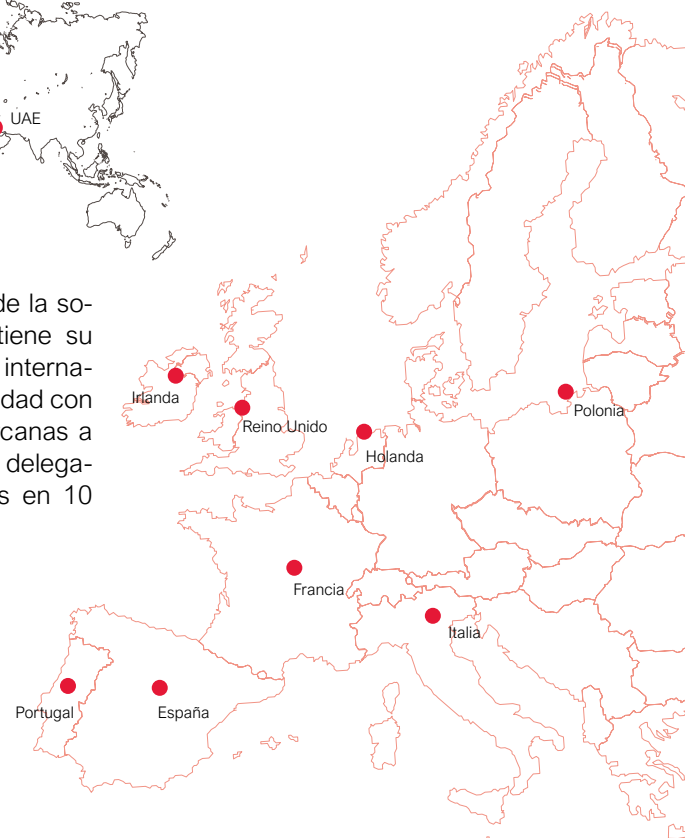 UAE
de la so-
tiene su
interna-
dad con
canas a
delega-
s en 10
Irlanda
Reino Unido
Holanda
Polonia
Francia
Italia
Portugal
España